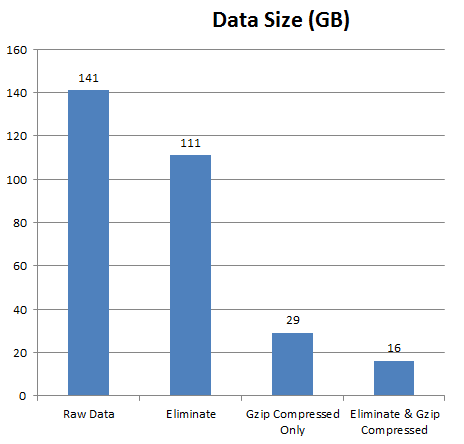 Data Size (GB)
160
140
120
100
80
60
40
20
0
141
111
29
16
Raw Data
Eliminate
Gzip Compressed
Only
Eliminate & Gzip
Compressed